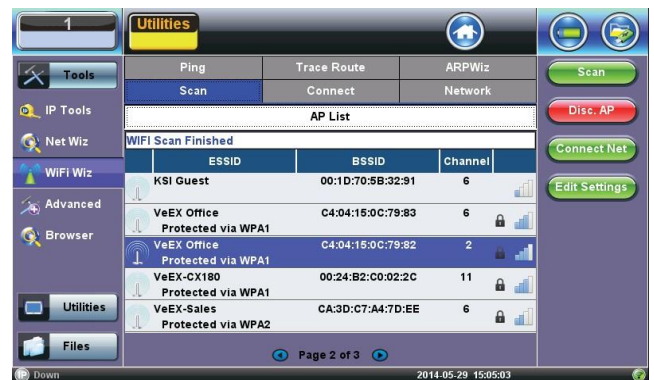 1
Utilities
Tools
IP Tools
Net Wiz
WiFi Wiz
Advanced
Browser
Utilities
Files
Ping Trace Route ARPWiz
Scan Connect Network
AP List
WIFI Scan Finished
ESSID BSSID Channel
KSI Guest 00:1D:70:5B:32:91 6
VeEX Office C4:04:15:0C:79:83 6
Protected via WPA1
VeEX Office C4:04:15:0C:79:82 2
Protected via WPA1
VeEX-CX180 00:24:B2:C0:02:2C 11
Protected via WPA1
VeEX-Sales CA:3D:C7:A4:7D:EE 6
Protected via WPA2
Page 2 of 3
Scan
Disc. AP
Connect Net
Edit Settings
IP Down 2014-05-29 15:05:03